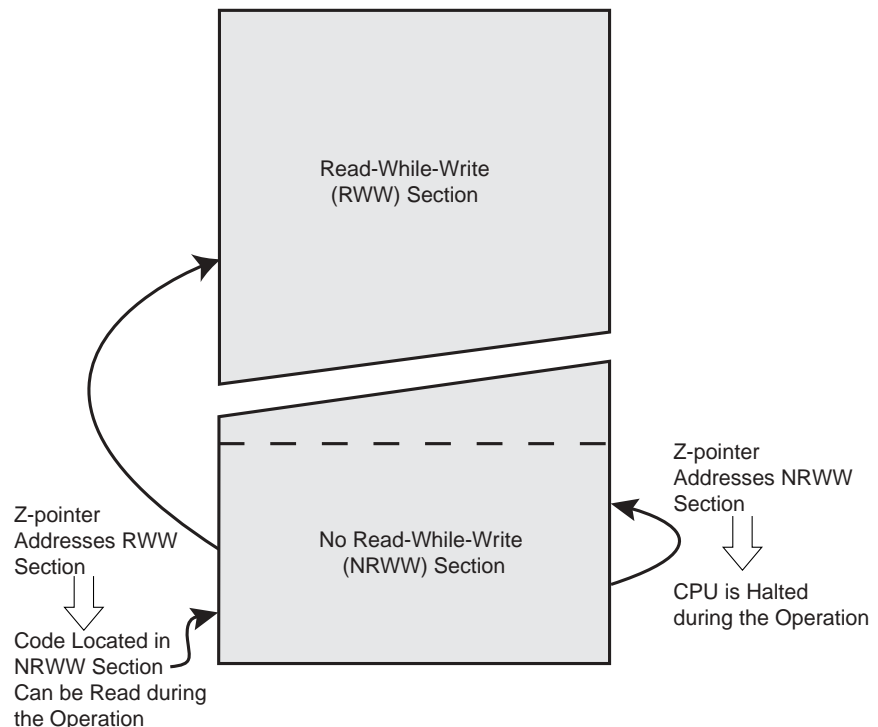 Read-While-Write
(RWW) Section
Z-pointer
Addresses NRWW
Section
Z-pointer
Addresses RWW
Section
No Read-While-Write
(NRWW) Section
CPU is Halted
during the Operation
Code Located in
NRWW Section
Can be Read during
the Operation